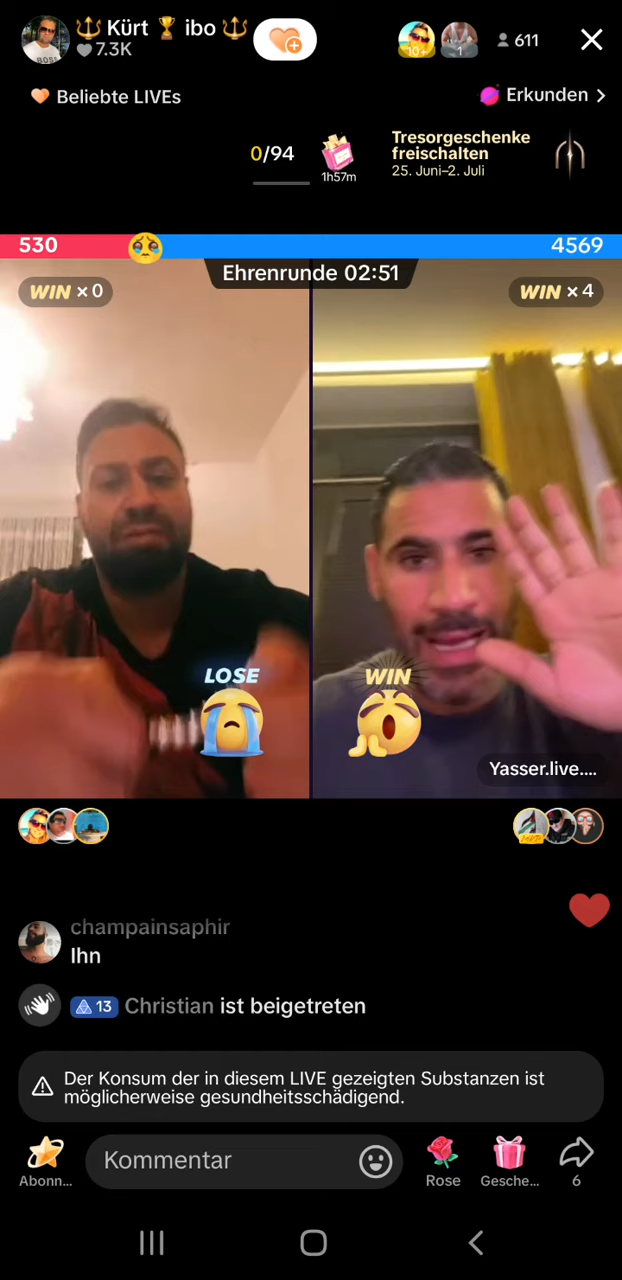 🔱 Kürt 🏆 ibo 🔱
7.3K
10+
1
611
Beliebte LIVEs
Erkunden
0/94
1h57m
Tresorgeschenke
freischalten
25. Juni–2. Juli
530
4569
Ehrenrunde 02:51
WIN × 0
WIN × 4
LOSE
WIN
Yasser.live....
champainsaphir
Ihn
13 Christian ist beigetreten
Der Konsum der in diesem LIVE gezeigten Substanzen ist
möglicherweise gesundheitsschädigend.
Kommentar
Abonn...
Rose
Gesche...
6